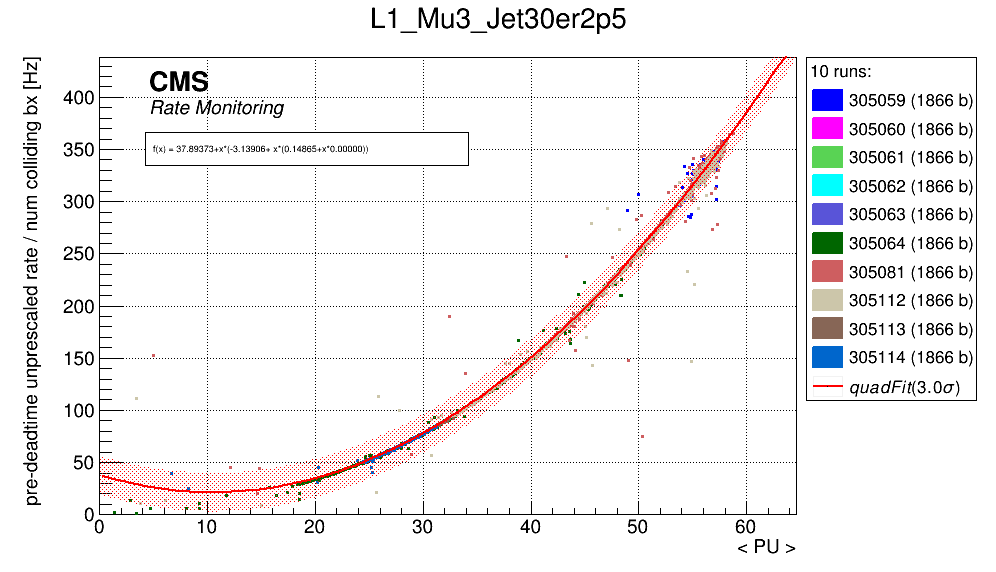 L1_Mu3_Jet30er2p5
pre-deadtime unprescaled rate / num colliding bx [Hz]
CMS
Rate Monitoring
f(x) = 37.89373+x*(-3.13906+ x*(0.14865+x*0.00000))
400
350
300
250
200
150
100
50
0
0 10 20 30 40 50 60
< PU >
10 runs:
305059 (1866 b)
305060 (1866 b)
305061 (1866 b)
305062 (1866 b)
305063 (1866 b)
305064 (1866 b)
305081 (1866 b)
305112 (1866 b)
305113 (1866 b)
305114 (1866 b)
quadFit(3.0σ)